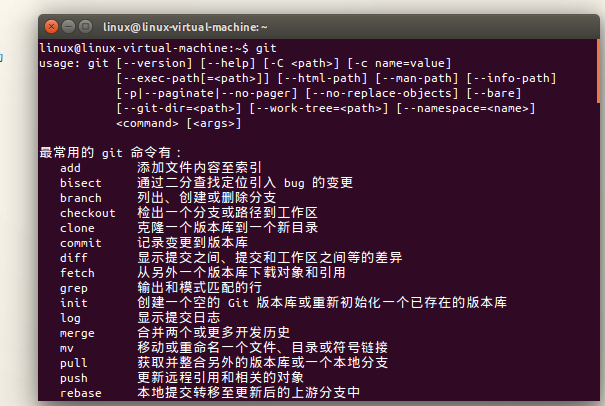 linux@linux-virtual-machine: ~
linux@linux-virtual-machine:~$ git
usage: git [--version] [--help] [-C <path>] [-c name=value]
           [--exec-path[=<path>]] [--html-path] [--man-path] [--info-path]
           [-p|--paginate|--no-pager] [--no-replace-objects] [--bare]
           [--git-dir=<path>] [--work-tree=<path>] [--namespace=<name>]
           <command> [<args>]
最常用的 git 命令有：
   add        添加文件内容至索引
   bisect     通过二分查找定位引入 bug 的变更
   branch     列出、创建或删除分支
   checkout   检出一个分支或路径到工作区
   clone      克隆一个版本库到一个新目录
   commit     记录变更到版本库
   diff       显示提交之间、提交和工作区之间等的差异
   fetch      从另外一个版本库下载对象和引用
   grep       输出和模式匹配的行
   init       创建一个空的 Git 版本库或重新初始化一个已存在的版本库
   log        显示提交日志
   merge      合并两个或更多开发历史
   mv         移动或重命名一个文件、目录或符号链接
   pull       获取并整合另外的版本库或一个本地分支
   push       更新远程引用和相关的对象
   rebase     本地提交转移至更新后的上游分支中